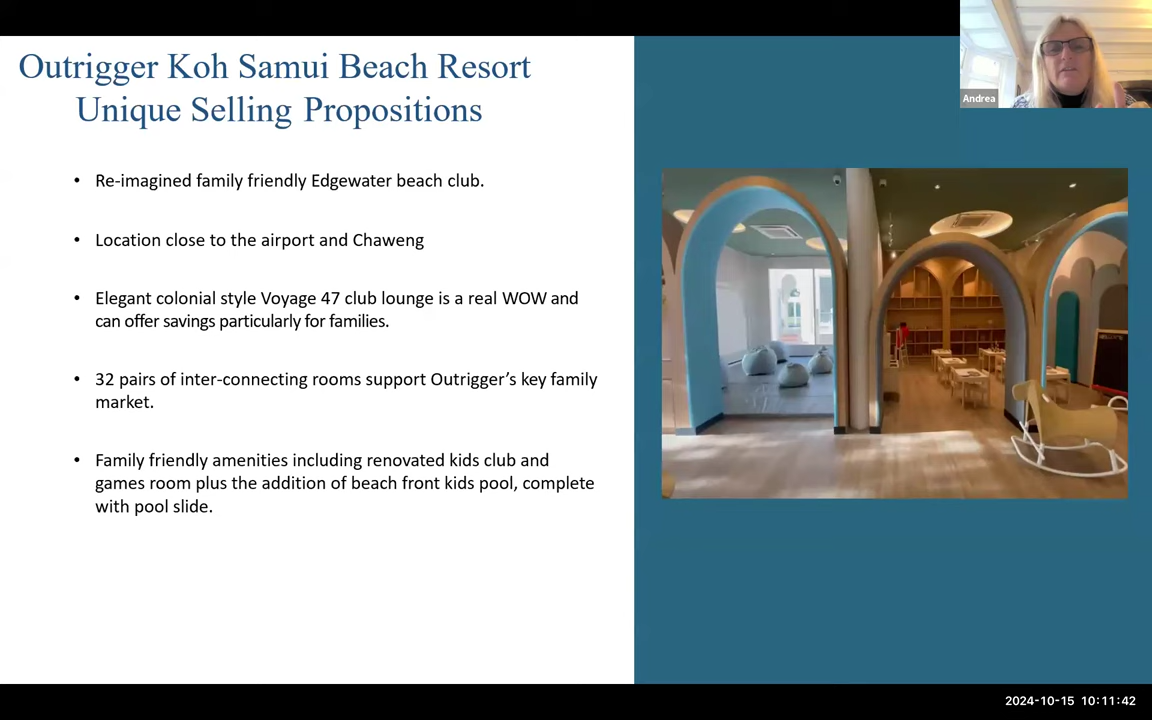 Outrigger Koh Samui Beach Resort
Unique Selling Propositions
• Re-imagined family friendly Edgewater beach club.
• Location close to the airport and Chaweng
• Elegant colonial style Voyage 47 club lounge is a real WOW and
can offer savings particularly for families.
• 32 pairs of inter-connecting rooms support Outrigger’s key family
market.
• Family friendly amenities including renovated kids club and
games room plus the addition of beach front kids pool, complete
with pool slide.
Andrea
2024-10-15 10:11:42